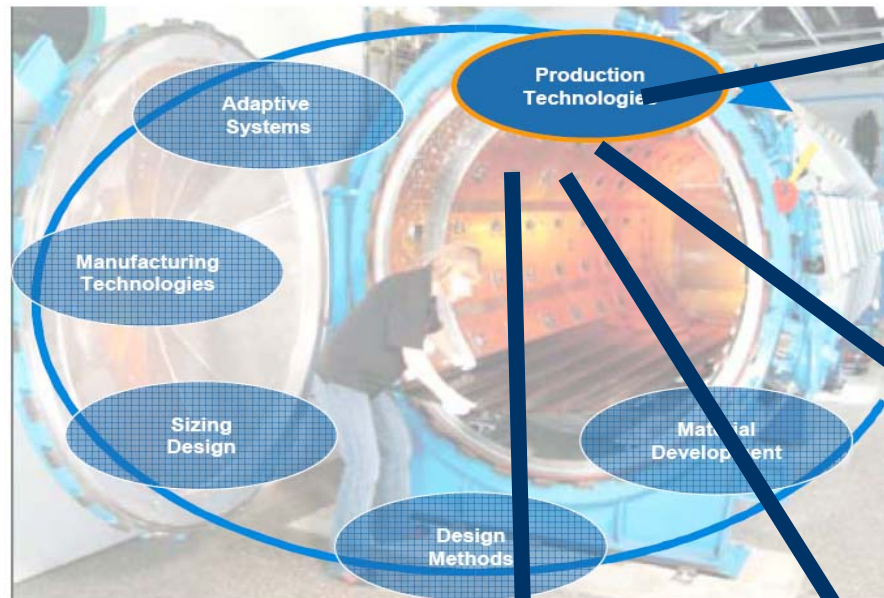 Production
Technologies
Adaptive
Systems
Manufacturing
Technologies
Sizing
Design
Material
Development
Design
Methods